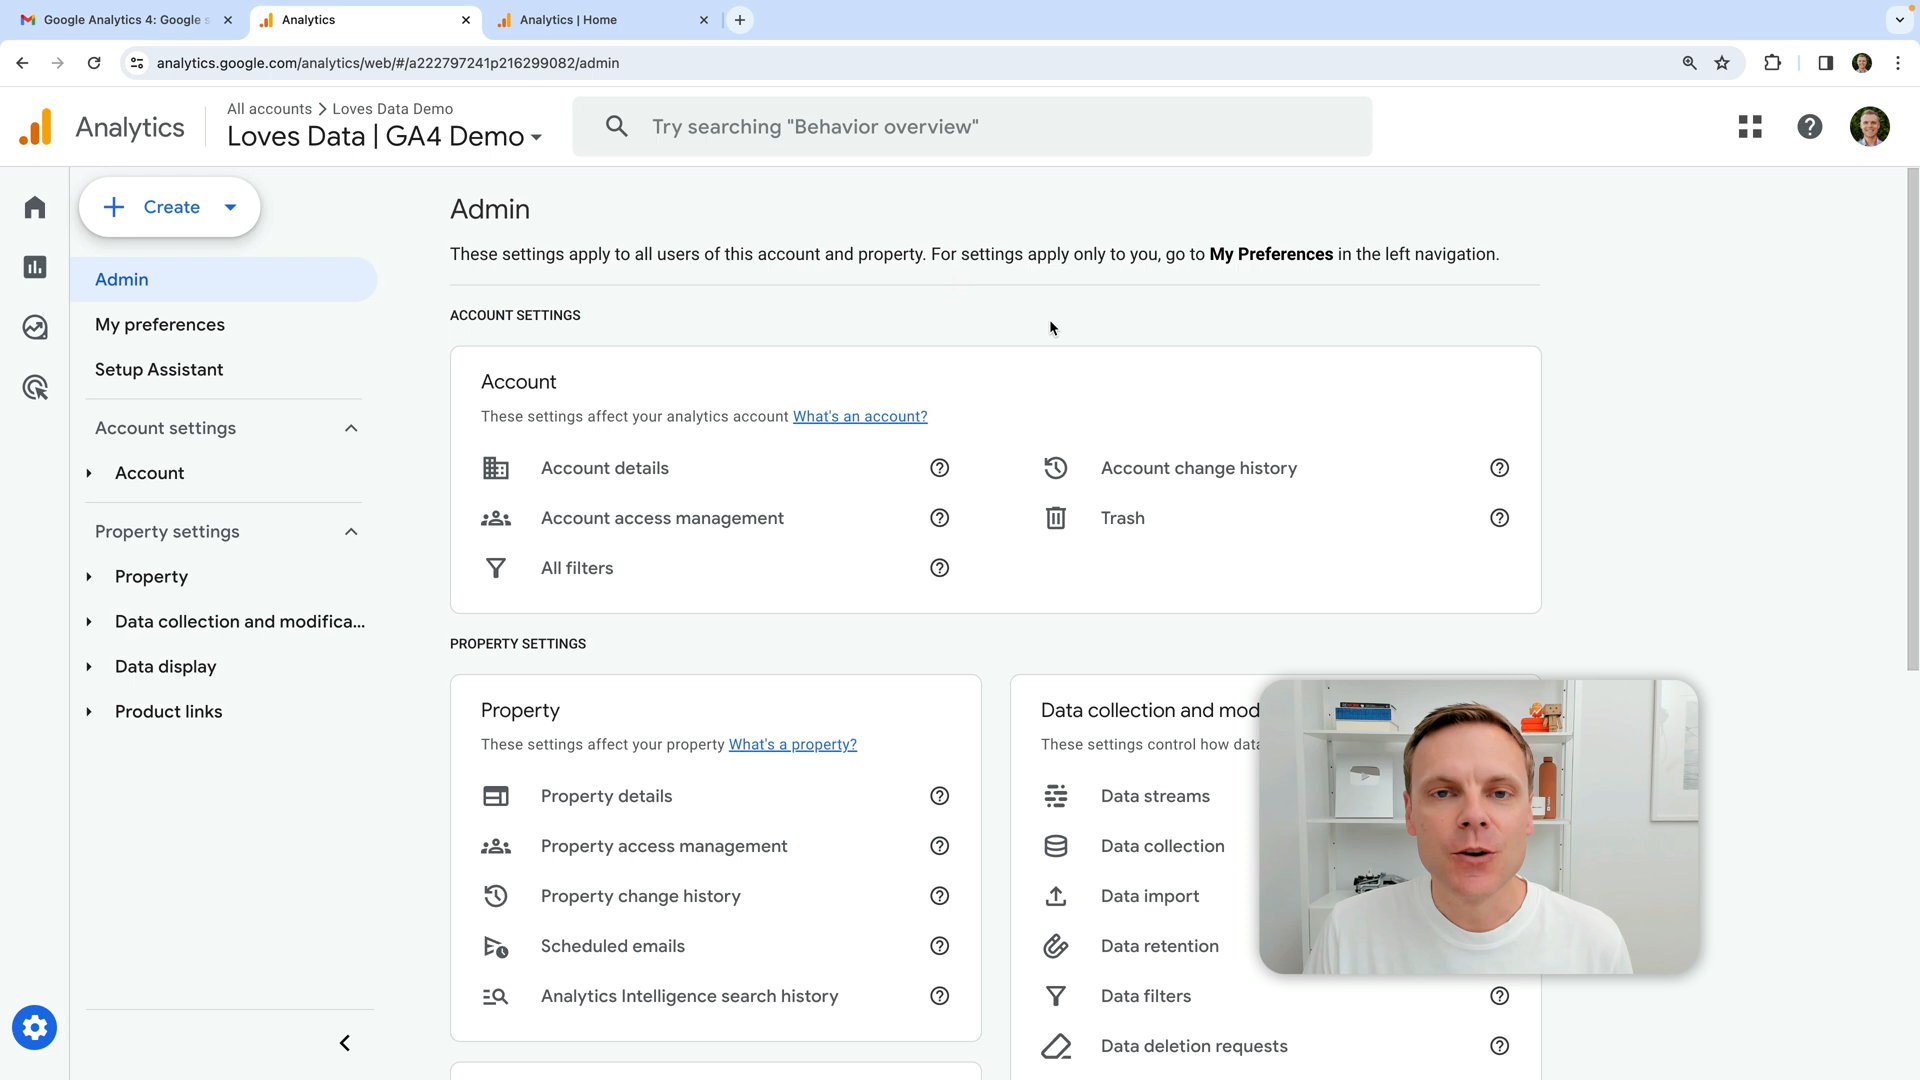 Google Analytics 4: Google s
Analytics
Analytics | Home
analytics.google.com/analytics/web/#/a222797241p216299082/admin
Analytics
All accounts > Loves Data Demo
Loves Data | GA4 Demo
Try searching "Behavior overview"
Create
Admin
My preferences
Setup Assistant
Account settings
Account
Property settings
Property
Data collection and modifica...
Data display
Product links
Admin
These settings apply to all users of this account and property. For settings apply only to you, go to My Preferences in the left navigation.
ACCOUNT SETTINGS
Account
These settings affect your analytics account What's an account?
Account details
Account change history
Account access management
Trash
All filters
PROPERTY SETTINGS
Property
These settings affect your property What's a property?
Property details
Property access management
Property change history
Scheduled emails
Analytics Intelligence search history
Data collection and mod
These settings control how data
Data streams
Data collection
Data import
Data retention
Data filters
Data deletion requests